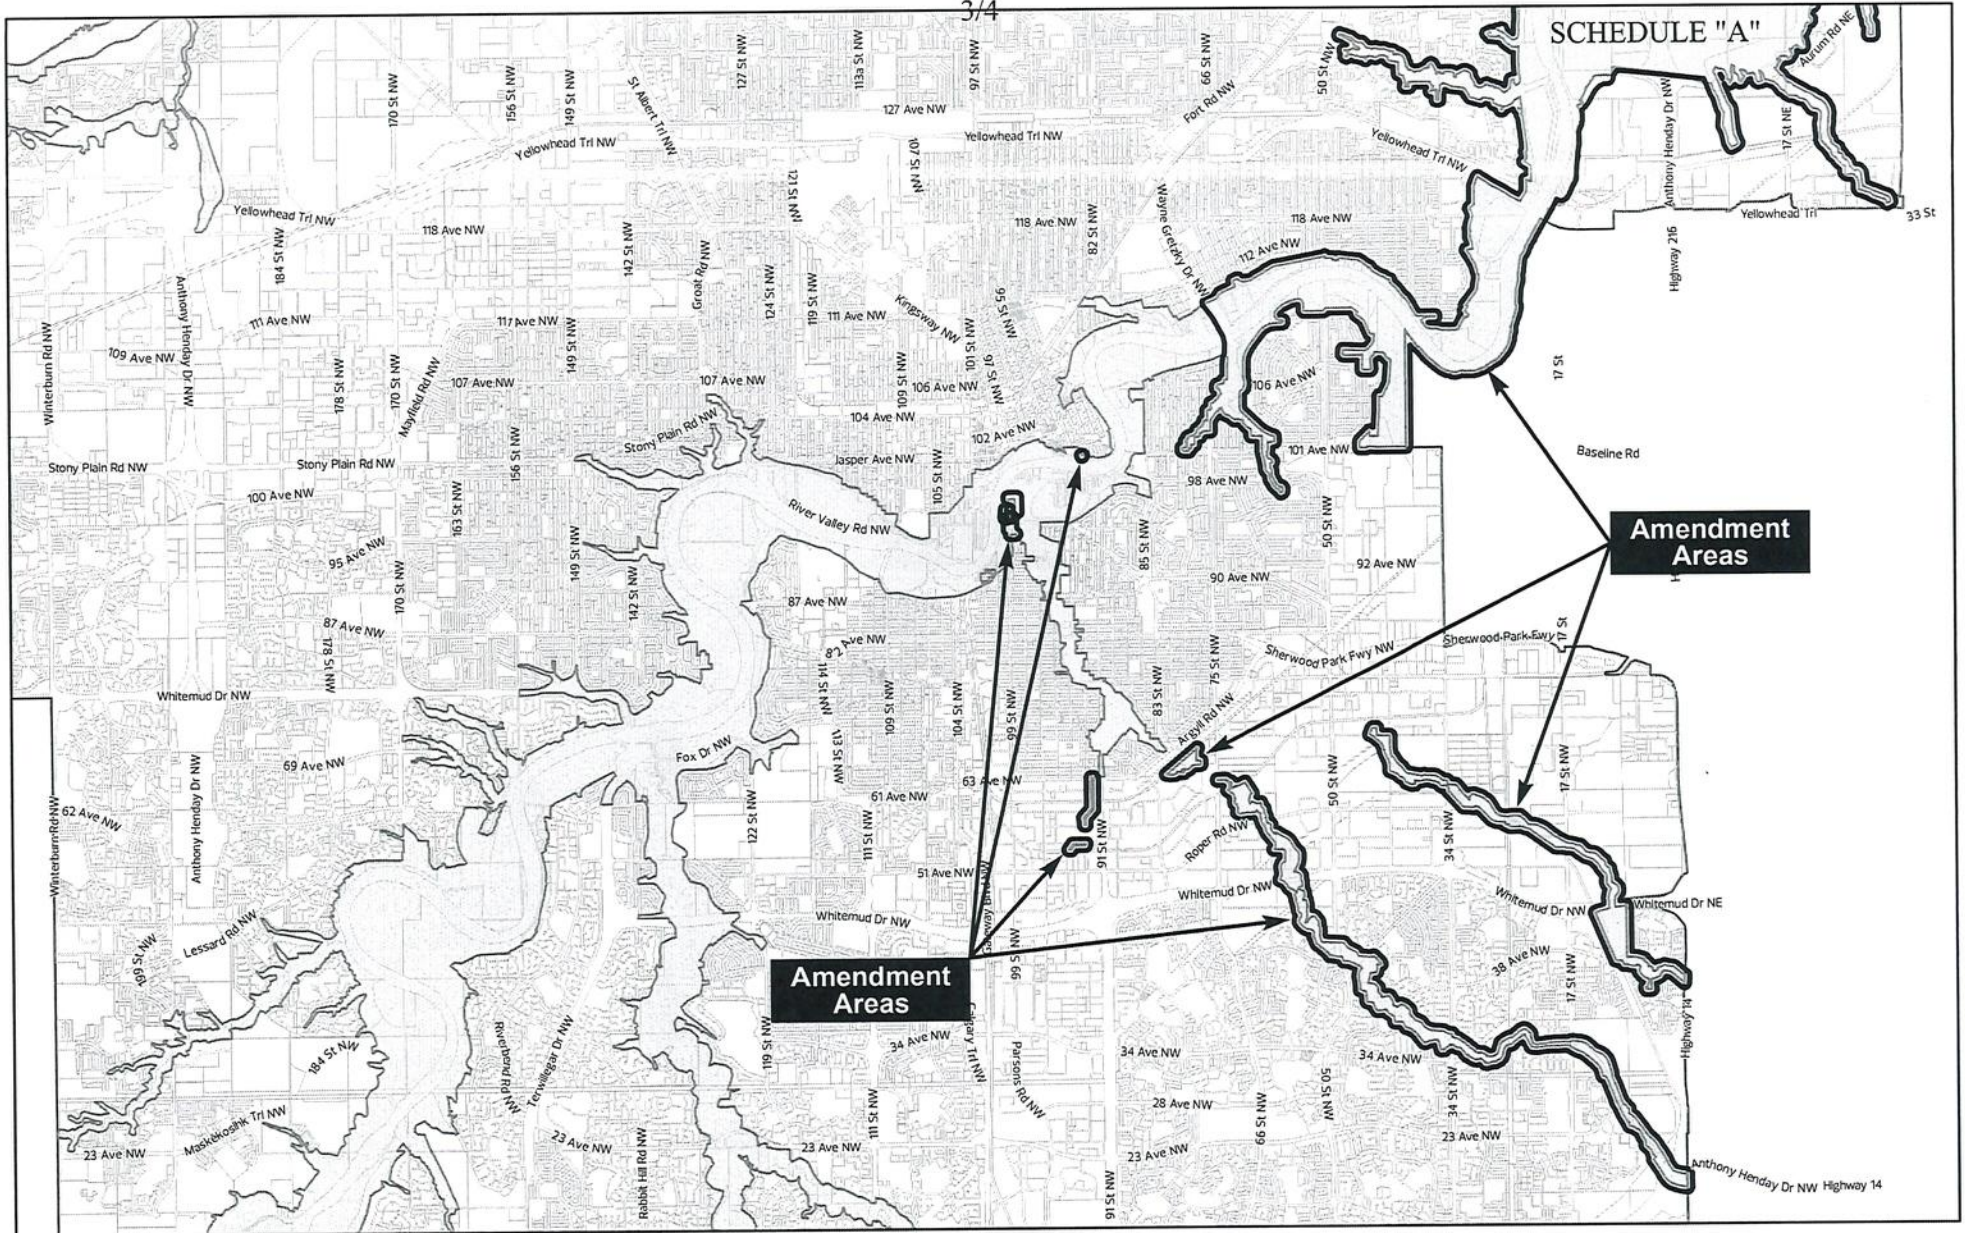 3/4
SCHEDULE "A"
Aurum Rd NE
50 St NW
66 St NW
97 St NW
113a St NW
127 St NW
St Albert Trl NW
149 St NW
156 St NW
170 St NW
127 Ave NW
Fort Rd NW
Yellowhead Trl NW
Yellowhead Trl NW
Yellowhead Trl NW
107 St NW
121 St NW
Anthony Henday Dr NW
17 St NE
Yellowhead Trl NW
118 Ave NW
118 Ave NW
82 St NW
Wayne Gretzky Dr NW
118 Ave NW
Yellowhead Trl
33 St
184 St NW
142 St NW
Groat Rd NW
112 Ave NW
Highway 216
Anthony Henday Dr NW
124 St NW
119 St NW
Kingsway NW
95 St NW
111 Ave NW
117 Ave NW
111 Ave NW
149 St NW
101 St NW
97 St NW
Winterburn Rd NW
109 Ave NW
178 St NW
170 St NW
Mayfield Rd NW
107 Ave NW
107 Ave NW
109 St NW
106 Ave NW
106 Ave NW
17 St
104 Ave NW
102 Ave NW
Stony Plain Rd NW
156 St NW
Jasper Ave NW
105 St NW
101 Ave NW
Baseline Rd
Stony Plain Rd NW
Stony Plain Rd NW
100 Ave NW
163 St NW
98 Ave NW
River Valley Rd NW
50 St NW
85 St NW
Amendment
Areas
95 Ave NW
149 St NW
142 St NW
170 St NW
90 Ave NW
92 Ave NW
87 Ave NW
87 Ave NW
178 St NW
82 Ave NW
17 St
Sherwood Park Fwy
Sherwood Park Fwy NW
75 St NW
83 St NW
114 St NW
109 St NW
104 St NW
99 St NW
Whitemud Dr NW
Argyll Rd NW
Fox Dr NW
113 St NW
69 Ave NW
Anthony Henday Dr NW
63 Ave NW
61 Ave NW
50 St NW
17 St NW
62 Ave NW
Winterburn Rd NW
122 St NW
111 St NW
91 St NW
Roper Rd NW
34 St NW
51 Ave NW
Gateway Blvd NW
Whitemud Dr NW
Whitemud Dr NW
Whitemud Dr NW
Whitemud Dr NE
Lessard Rd NW
199 St NW
99 St NW
38 Ave NW
17 St NW
Amendment
Areas
Riverbend Rd NW
Terwillegar Dr NW
119 St NW
34 Ave NW
Calgary Trl NW
Parsons Rd NW
34 Ave NW
34 Ave NW
Highway 14
184 St NW
50 St NW
34 St NW
111 St NW
28 Ave NW
66 St NW
Maskêkosihk Trl NW
23 Ave NW
23 Ave NW
Rabbit Hill Rd NW
23 Ave NW
23 Ave NW
23 Ave NW
91 St NW
Anthony Henday Dr NW
Highway 14